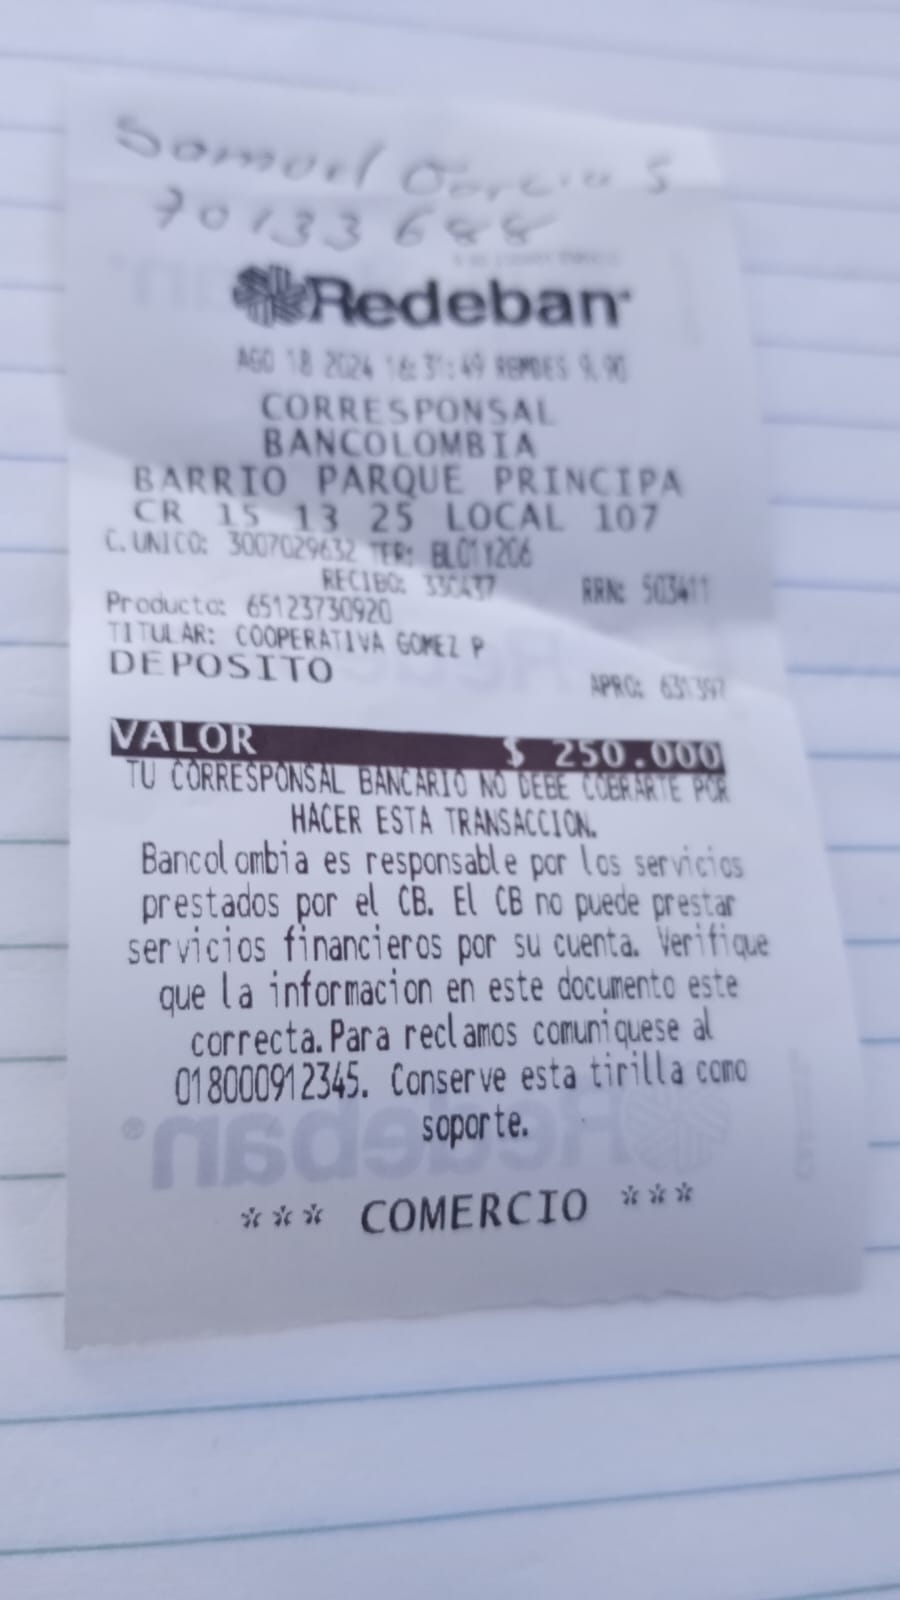 Samuel Garcia S
70133688
Redeban
AGO 18 2024 16:31:49 RBMDES 9.90
CORRESPONSAL
BANCOLOMBIA
BARRIO PARQUE PRINCIPA
CR 15 13 25 LOCAL 107
C.UNICO: 3007029632 TER:
RECIBO: 330437 RRN: 503411
Producto: 65123730920
TITULAR: COOPERATIVA GOMEZ P
DEPOSITO APRO: 631397
VALOR $ 250.000
TU CORRESPONSAL BANCARIO NO DEBE COBRARTE POR
HACER ESTA TRANSACCION.
Bancolombia es responsable por los servicios
prestados por el CB. El CB no puede prestar
servicios financieros por su cuenta. Verifique
que la informacion en este documento este
correcta.Para reclamos comuniquese al
018000912345. Conserve esta tirilla como
soporte.
*** COMERCIO ***
Redeban